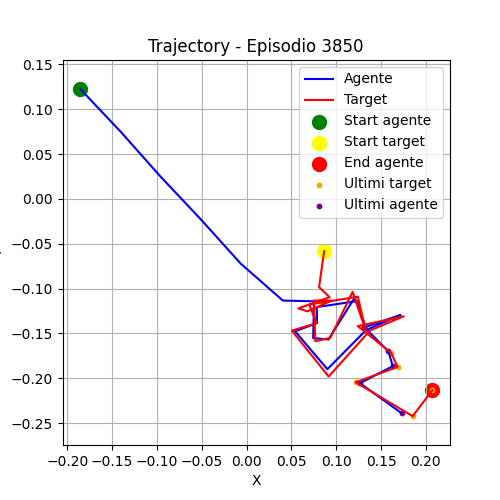 Trajectory - Episodio 3850
Agente
Target
Start agente
Start target
End agente
Ultimi target
Ultimi agente
0.15
0.10
0.05
0.00
−0.05
−0.10
−0.15
−0.20
−0.25
−0.20 −0.15 −0.10 −0.05 0.00 0.05 0.10 0.15 0.20
X